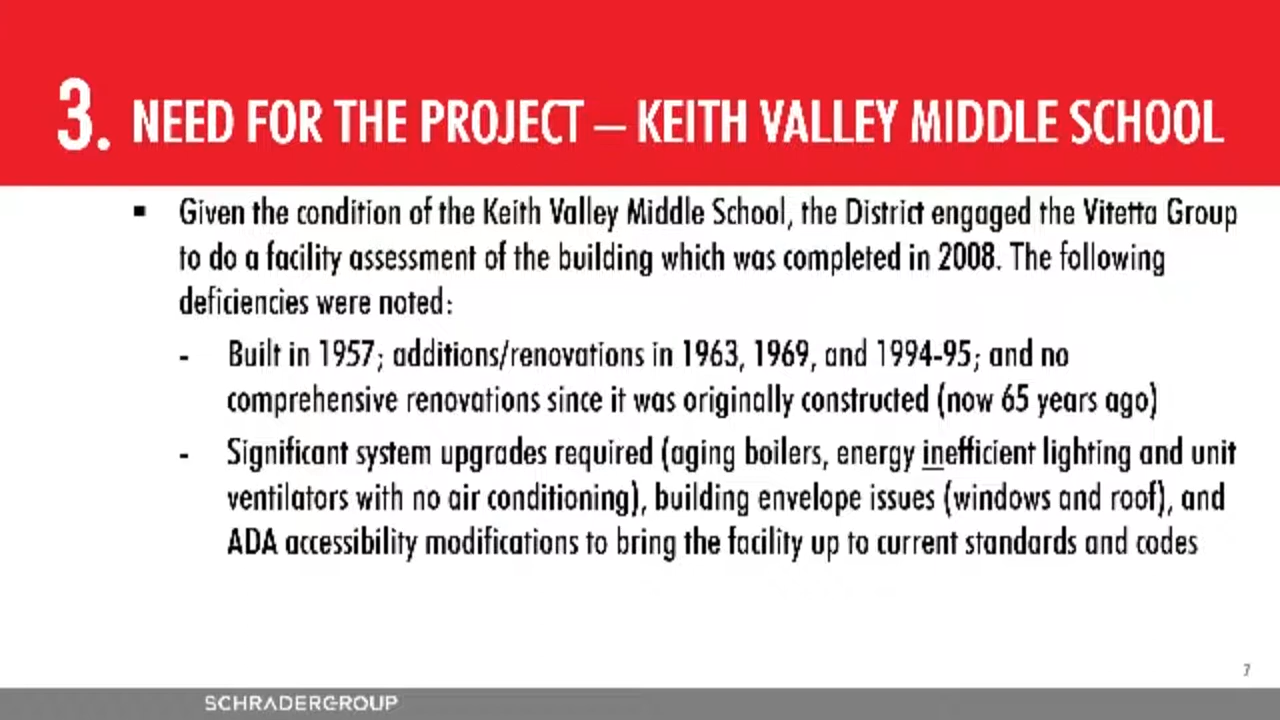 3. NEED FOR THE PROJECT – KEITH VALLEY MIDDLE SCHOOL
▪ Given the condition of the Keith Valley Middle School, the District engaged the Vitetta Group
to do a facility assessment of the building which was completed in 2008. The following
deficiencies were noted:
- Built in 1957; additions/renovations in 1963, 1969, and 1994-95; and no
comprehensive renovations since it was originally constructed (now 65 years ago)
- Significant system upgrades required (aging boilers, energy inefficient lighting and unit
ventilators with no air conditioning), building envelope issues (windows and roof), and
ADA accessibility modifications to bring the facility up to current standards and codes
7
SCHRADERGROUP